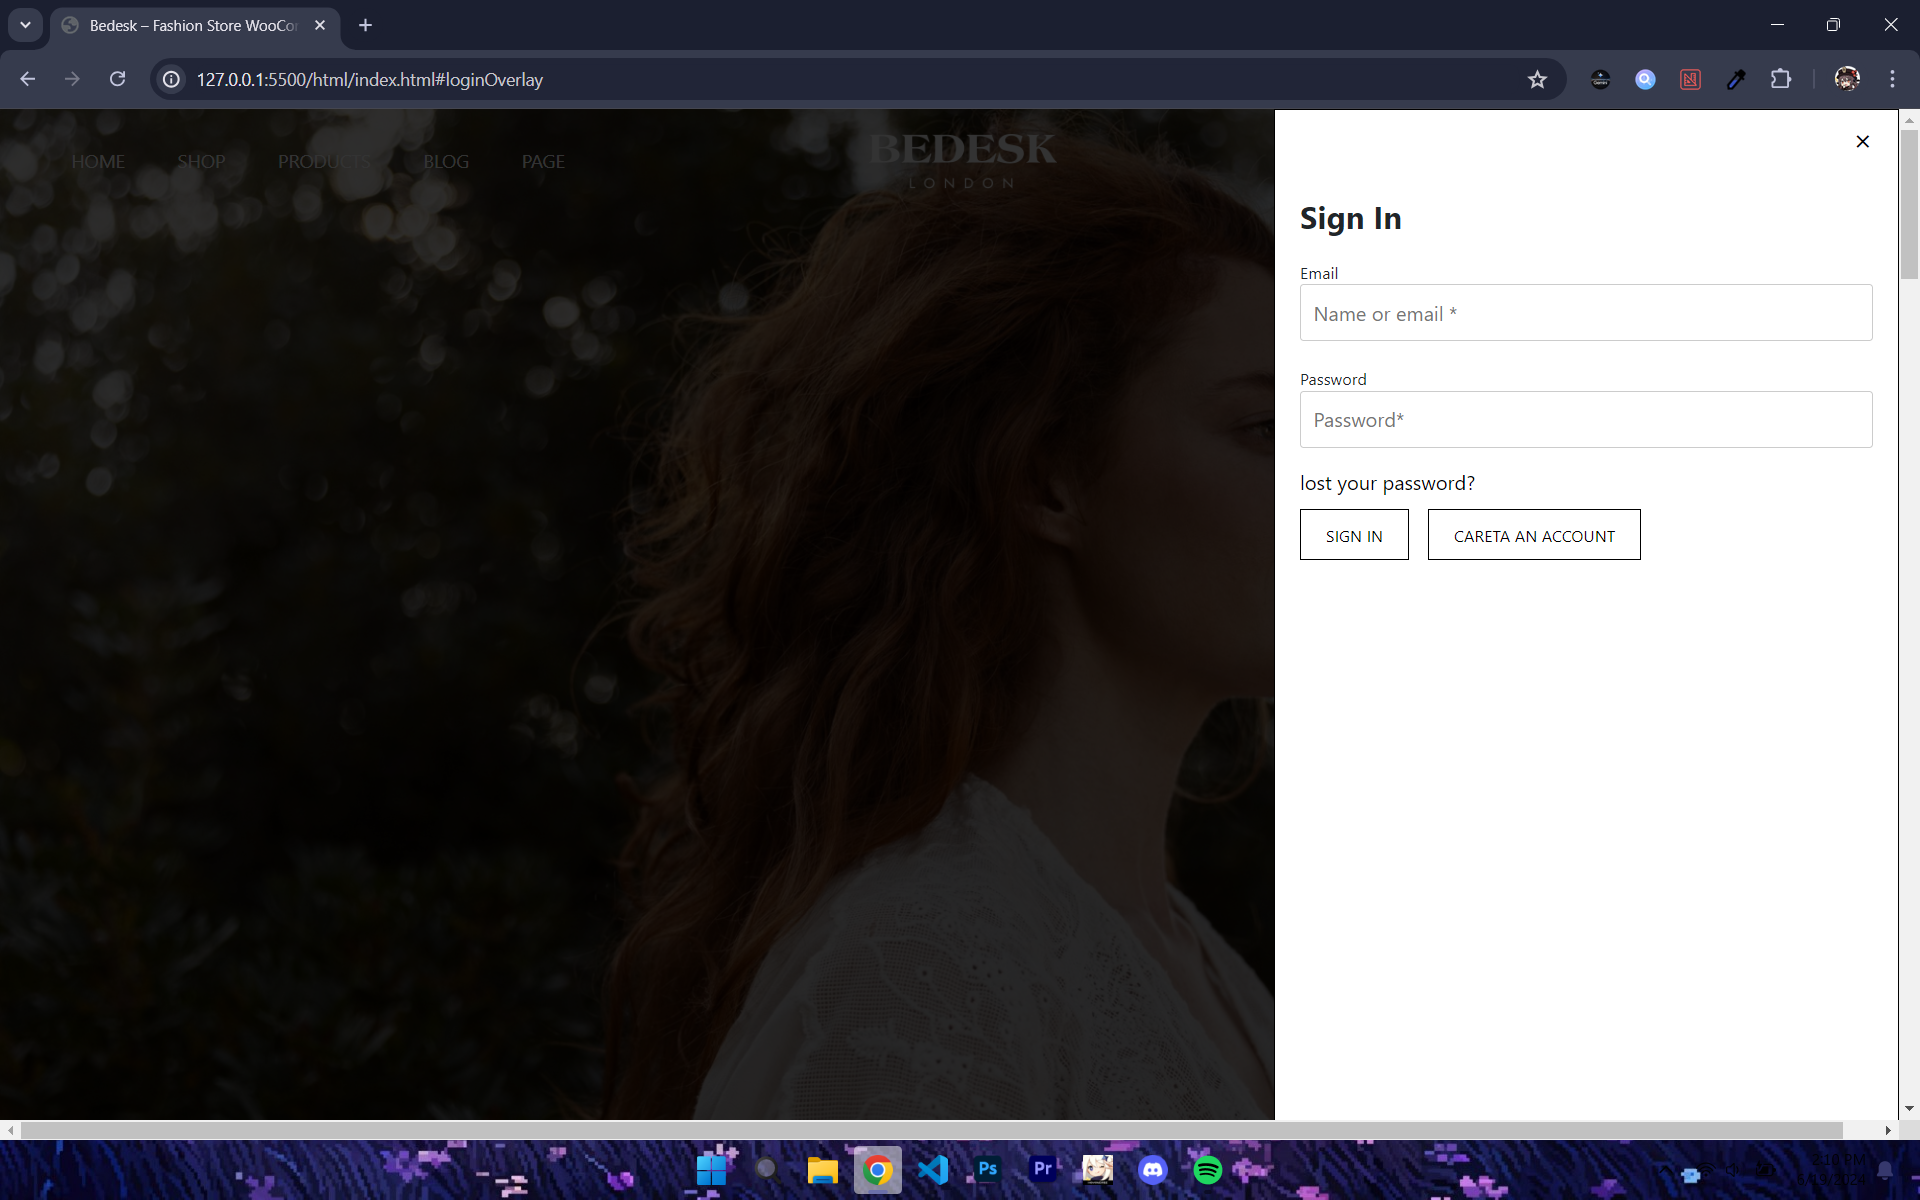 Bedesk – Fashion Store WooCor
127.0.0.1:5500/html/index.html#loginOverlay
HOME SHOP PRODUCTS BLOG PAGE
BEDESK
LONDON
Sign In
Email
Name or email *
Password
Password*
lost your password?
SIGN IN CARETA AN ACCOUNT
Ps Pr